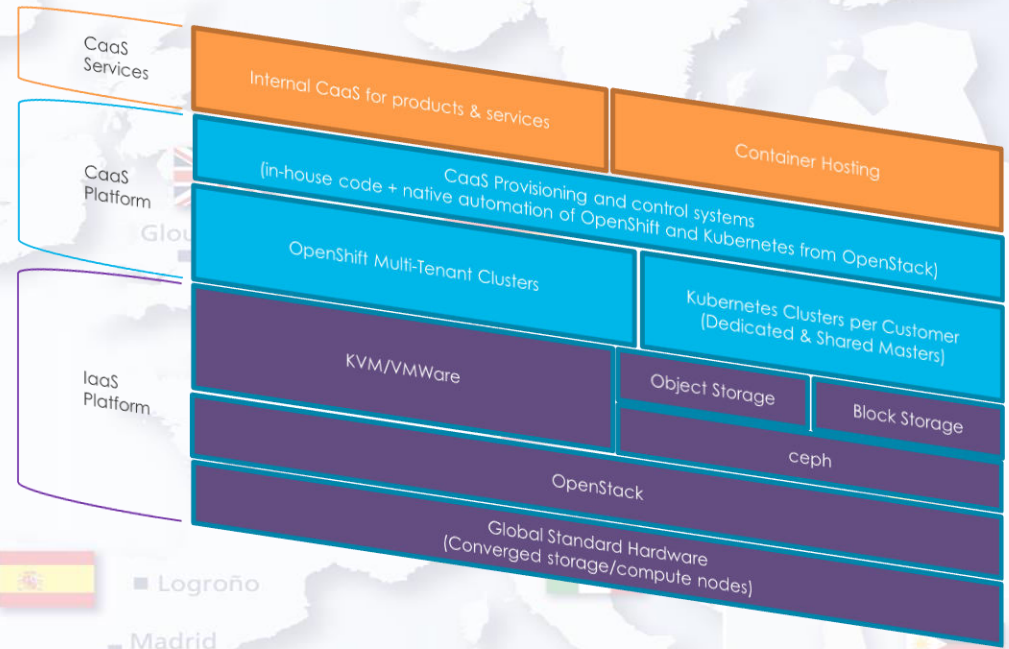 CaaS
Services
Internal CaaS for products & services
Container Hosting
CaaS
Platform
CaaS Provisioning and control systems
(in-house code + native automation of OpenShift and Kubernetes from OpenStack)
OpenShift Multi-Tenant Clusters
Kubernetes Clusters per Customer
(Dedicated & Shared Masters)
IaaS
Platform
KVM/VMWare
Object Storage
Block Storage
ceph
OpenStack
Global Standard Hardware
(Converged storage/compute nodes)
Logroño
Madrid